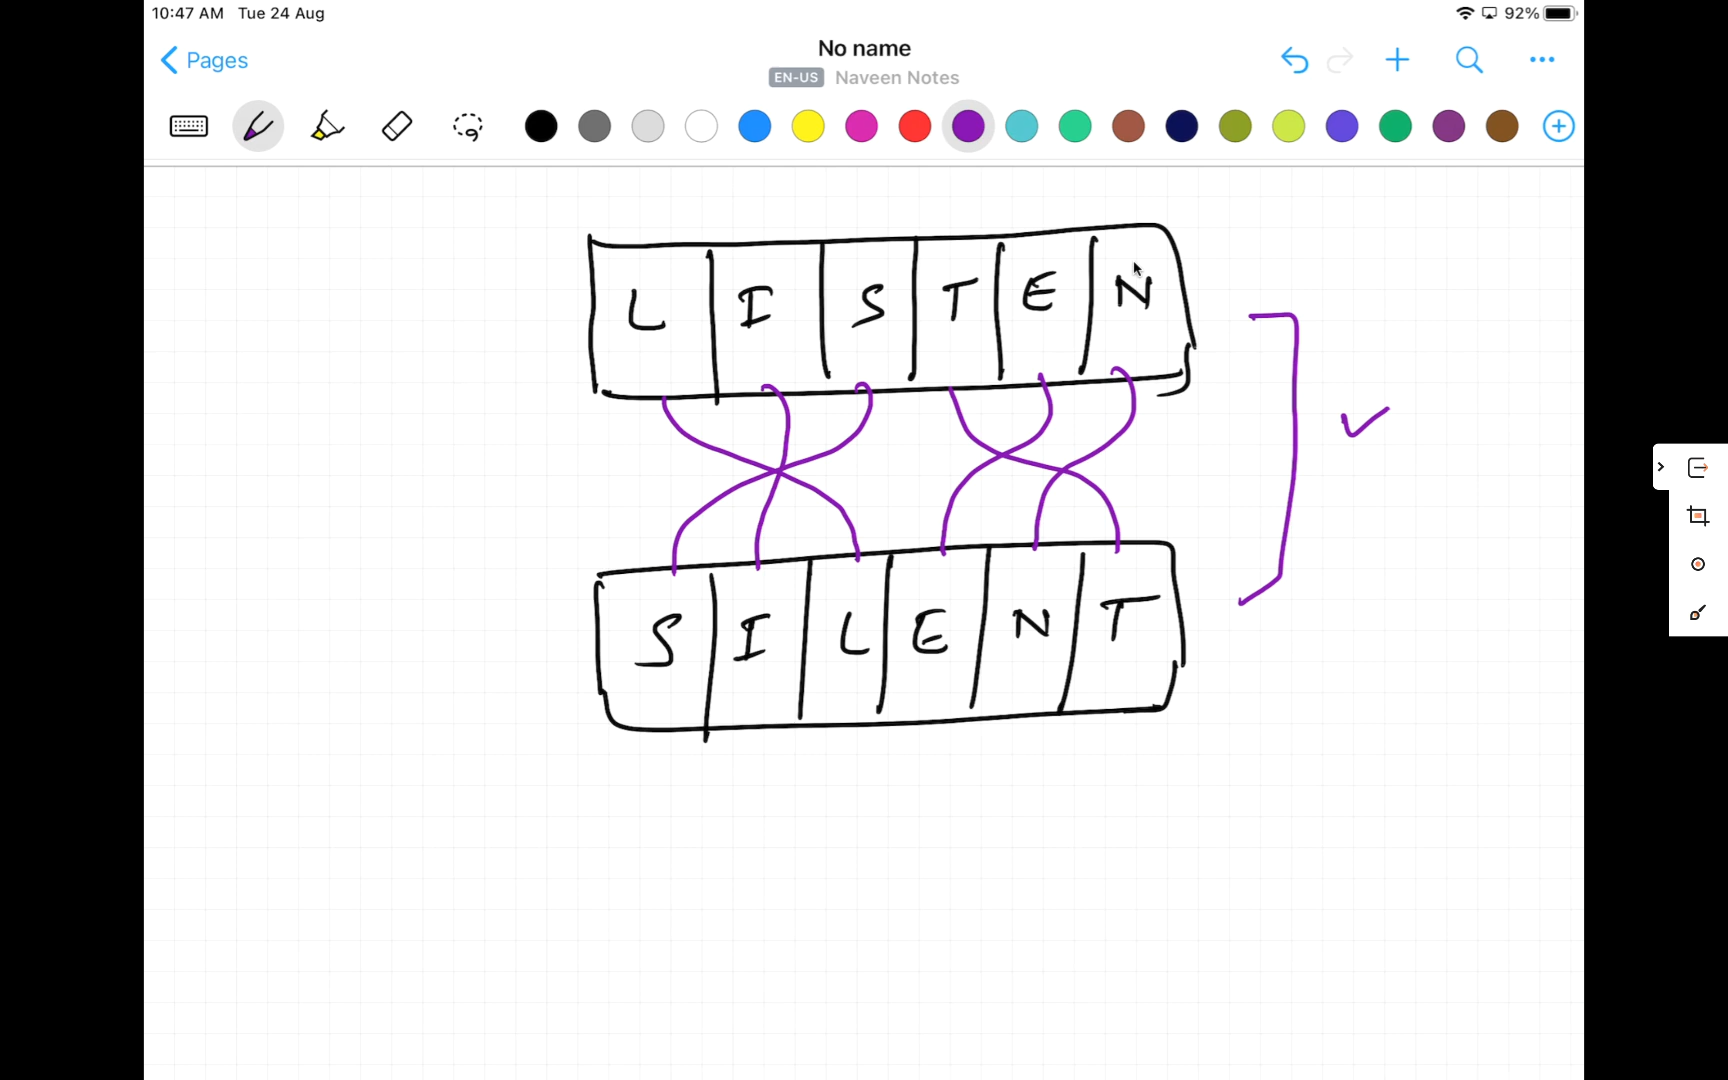 10:47 AM Tue 24 Aug
92%
Pages
No name
EN-US Naveen Notes
L I S T E N
S I L E N T